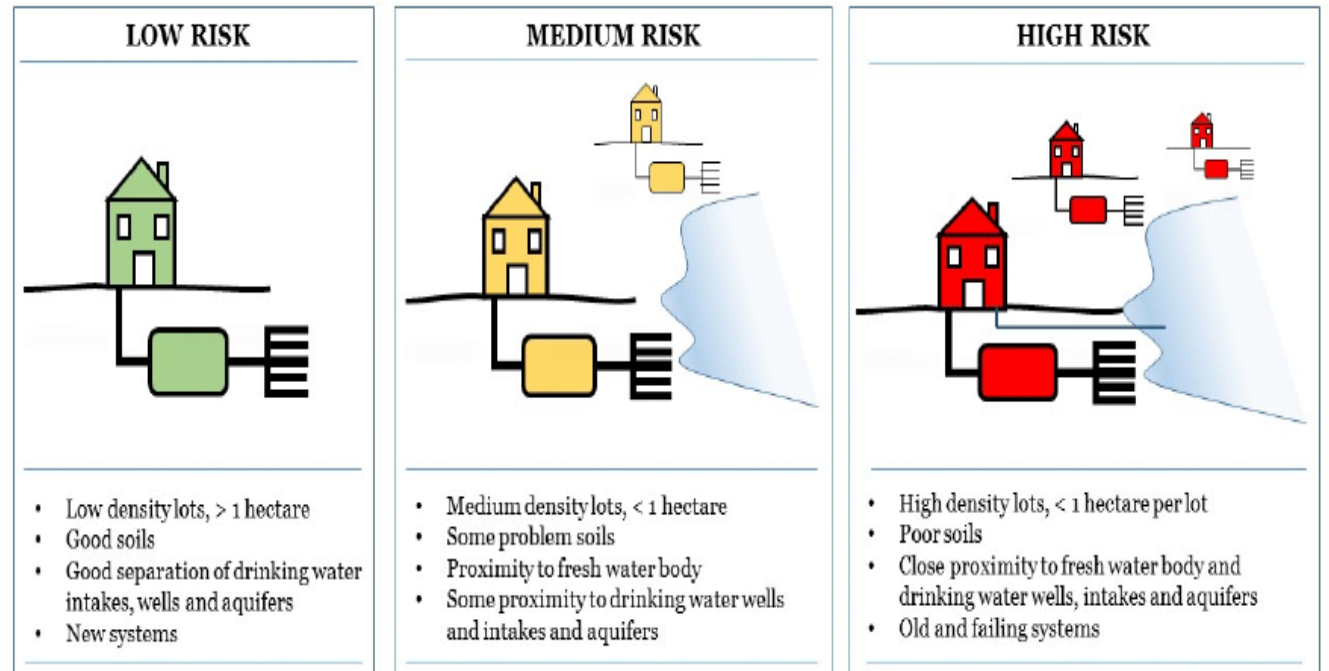 LOW RISK
• Low density lots, > 1 hectare
• Good soils
• Good separation of drinking water
intakes, wells and aquifers
• New systems
MEDIUM RISK
• Medium density lots, < 1 hectare
• Some problem soils
• Proximity to fresh water body
• Some proximity to drinking water wells
and intakes and aquifers
HIGH RISK
• High density lots, < 1 hectare per lot
• Poor soils
• Close proximity to fresh water body and
drinking water wells, intakes and aquifers
• Old and failing systems